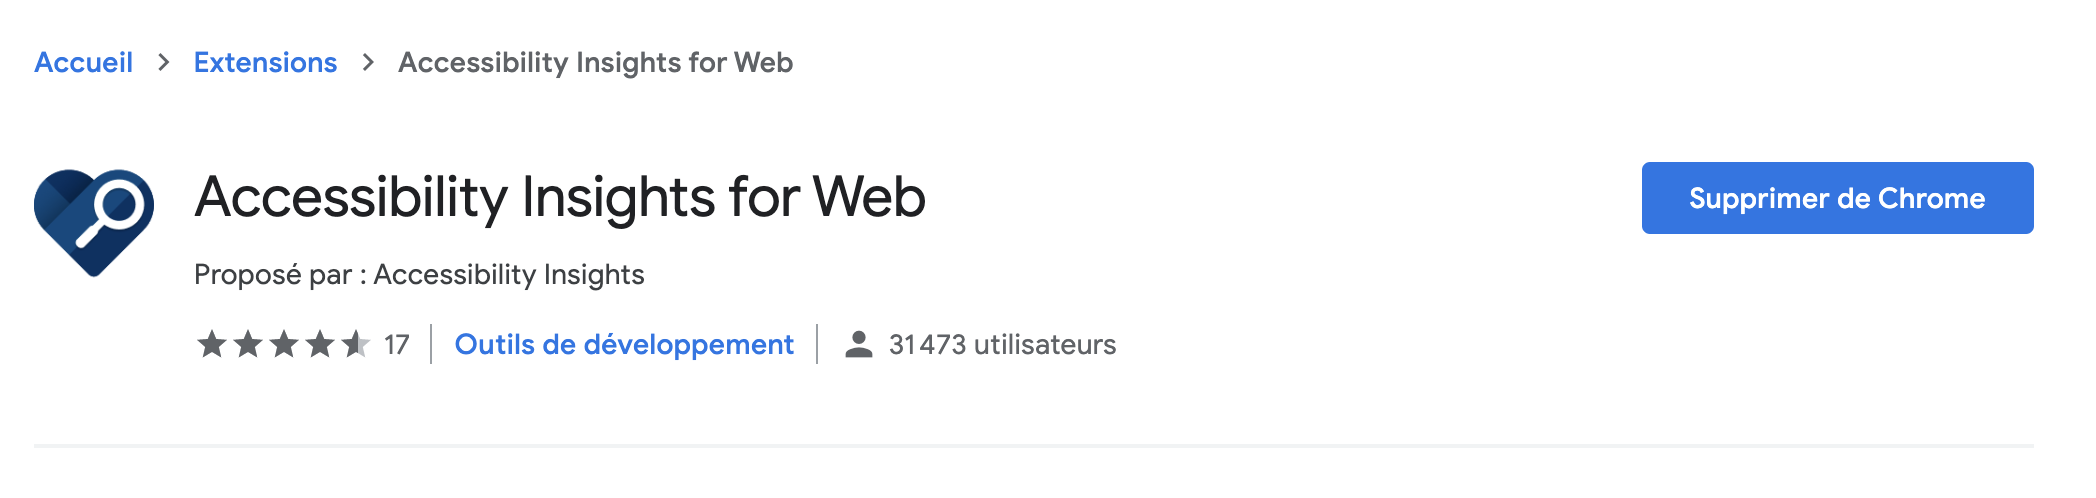 Accueil > Extensions > Accessibility Insights for Web
Accessibility Insights for Web
Supprimer de Chrome
Proposé par : Accessibility Insights
17 | Outils de développement | 31 473 utilisateurs